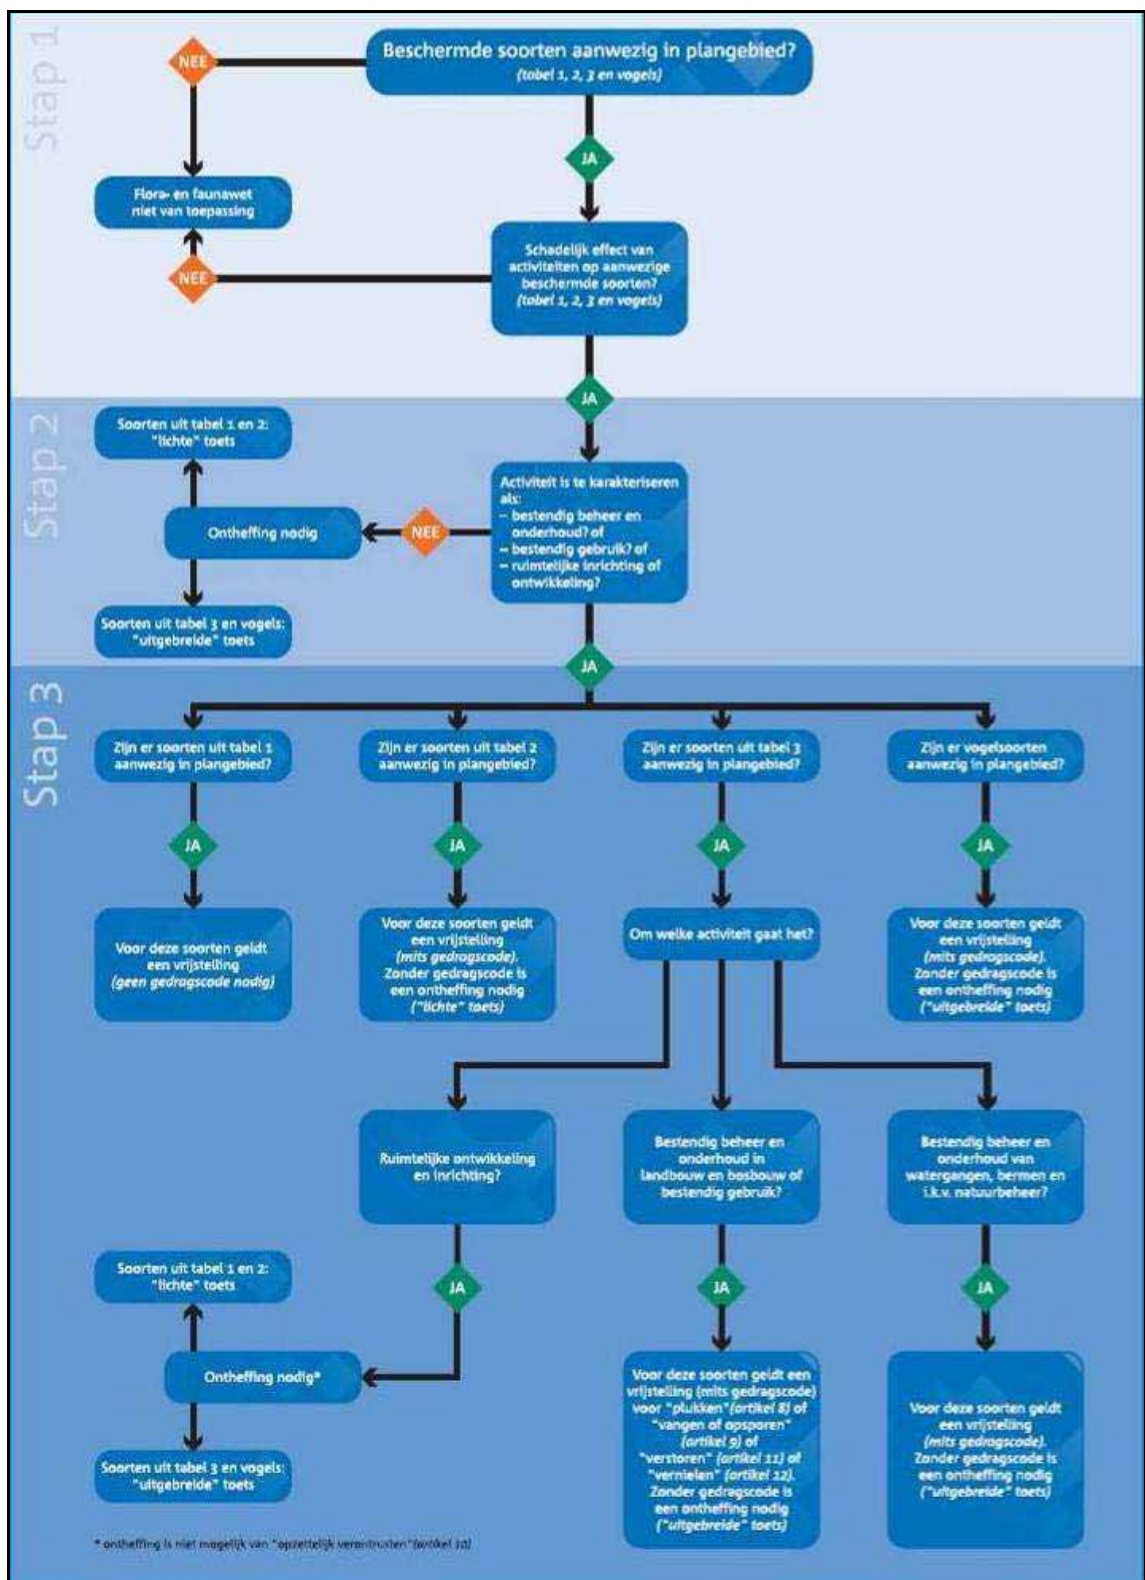 Stap 1
Beschermde soorten aanwezig in plangebied?
(tabel 1, 2, 3 en vogels)
NEE
JA
Flora- en faunawet
niet van toepassing
Schadelijk effect van
activiteiten op aanwezige
beschermde soorten?
(tabel 1, 2, 3 en vogels)
NEE
JA
Stap 2
Soorten uit tabel 1 en 2:
"lichte" toets
Activiteit is te karakteriseren
als:
– bestendig beheer en
onderhoud? of
– bestendig gebruik? of
– ruimtelijke inrichting of
ontwikkeling?
NEE
Ontheffing nodig
Soorten uit tabel 3 en vogels:
"uitgebreide" toets
JA
Stap 3
Zijn er soorten uit tabel 1
aanwezig in plangebied?
Zijn er soorten uit tabel 2
aanwezig in plangebied?
Zijn er soorten uit tabel 3
aanwezig in plangebied?
Zijn er vogelsoorten
aanwezig in plangebied?
JA
JA
JA
JA
Voor deze soorten geldt
een vrijstelling
(geen gedragscode nodig)
Voor deze soorten geldt
een vrijstelling
(mits gedragscode).
Zonder gedragscode is
een ontheffing nodig
("lichte" toets)
Om welke activiteit gaat het?
Voor deze soorten geldt
een vrijstelling
(mits gedragscode).
Zonder gedragscode is
een ontheffing nodig
("uitgebreide" toets)
Ruimtelijke ontwikkeling
en inrichting?
Bestendig beheer en
onderhoud in
landbouw en bosbouw of
bestendig gebruik?
Bestendig beheer en
onderhoud van
watergangen, bermen en
i.k.v. natuurbeheer?
JA
JA
JA
Soorten uit tabel 1 en 2:
"lichte" toets
Ontheffing nodig*
Soorten uit tabel 3 en vogels:
"uitgebreide" toets
Voor deze soorten geldt een
vrijstelling (mits gedragscode)
voor "plukken" (artikel 8) of
"vangen of opsporen"
(artikel 9) of
"verstoren" (artikel 11) of
"vernielen" (artikel 12).
Zonder gedragscode is
een ontheffing nodig
("uitgebreide" toets)
Voor deze soorten geldt
een vrijstelling
(mits gedragscode).
Zonder gedragscode is
een ontheffing nodig
("uitgebreide" toets)
* ontheffing is niet mogelijk van "opzettelijk verontrusten" (artikel 10)